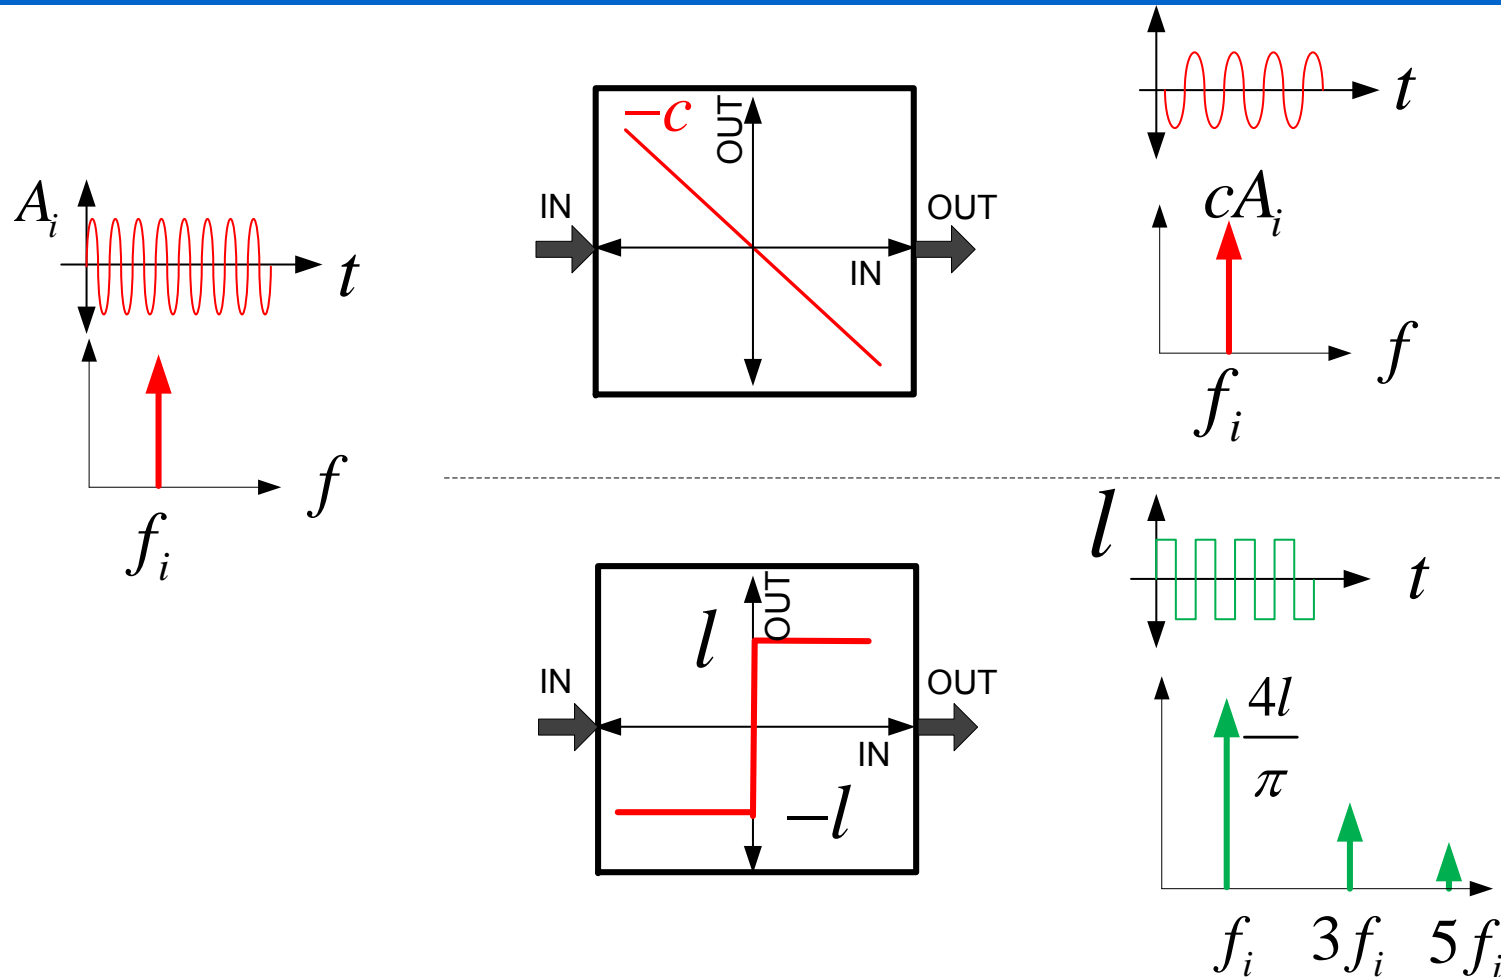 A_i
t
f
f_i
−c
OUT
IN
IN
OUT
t
cA_i
f
f_i
l
OUT
IN
IN
−l
OUT
l
t
4l
π
f_i 3f_i 5f_i